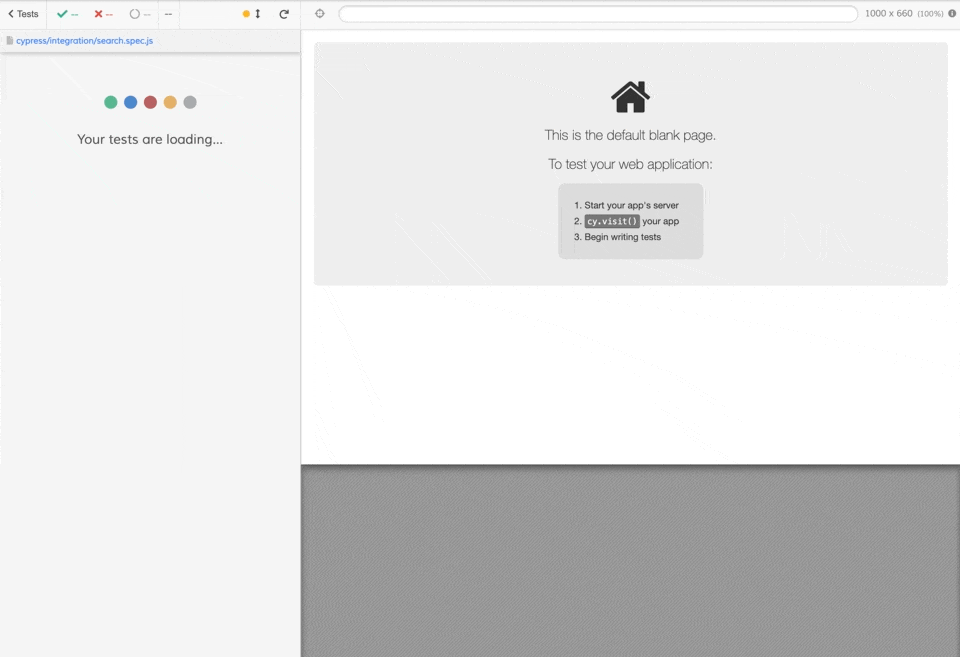 Tests
--
--
--
--
1000 x 660 (100%)
cypress/integration/search.spec.js
Your tests are loading...
This is the default blank page.
To test your web application:
1. Start your app's server
2. cy.visit() your app
3. Begin writing tests